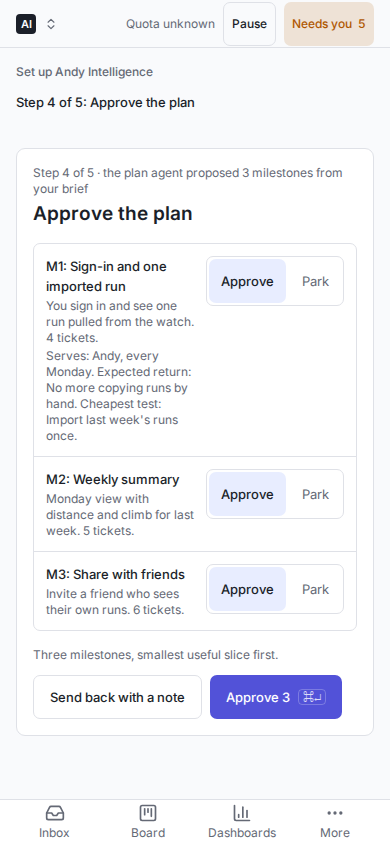 AI
Quota unknown
Pause
Needs you 5
Set up Andy Intelligence
Step 4 of 5: Approve the plan
Step 4 of 5 · the plan agent proposed 3 milestones from
your brief
Approve the plan
M1: Sign-in and one
imported run
You sign in and see one
run pulled from the watch.
4 tickets.
Serves: Andy, every
Monday. Expected return:
No more copying runs by
hand. Cheapest test:
Import last week's runs
once.
Approve
Park
M2: Weekly summary
Monday view with
distance and climb for last
week. 5 tickets.
Approve
Park
M3: Share with friends
Invite a friend who sees
their own runs. 6 tickets.
Approve
Park
Three milestones, smallest useful slice first.
Send back with a note
Approve 3 ⌘↵
Inbox
Board
Dashboards
More